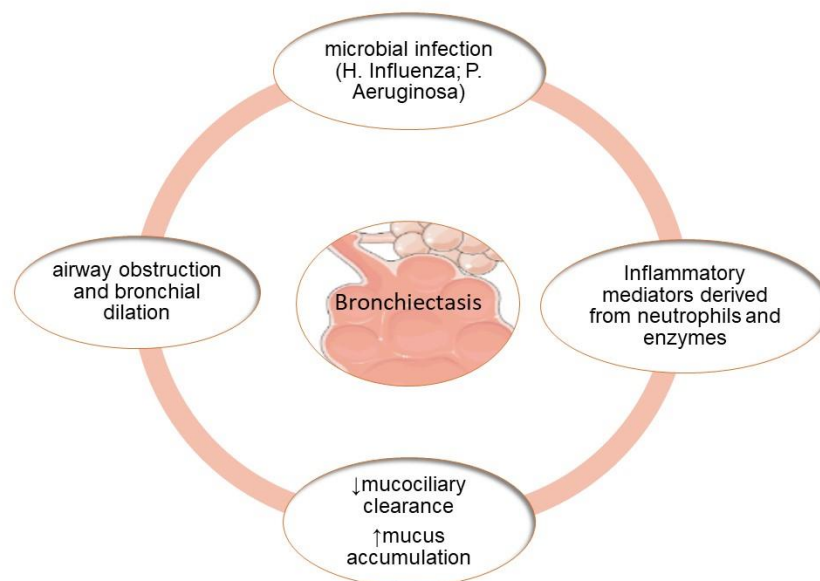 microbial infection
(H. Influenza; P.
Aeruginosa)
airway obstruction
and bronchial
dilation
Bronchiectasis
Inflammatory
mediators derived
from neutrophils and
enzymes
↓mucociliary
clearance
↑mucus
accumulation